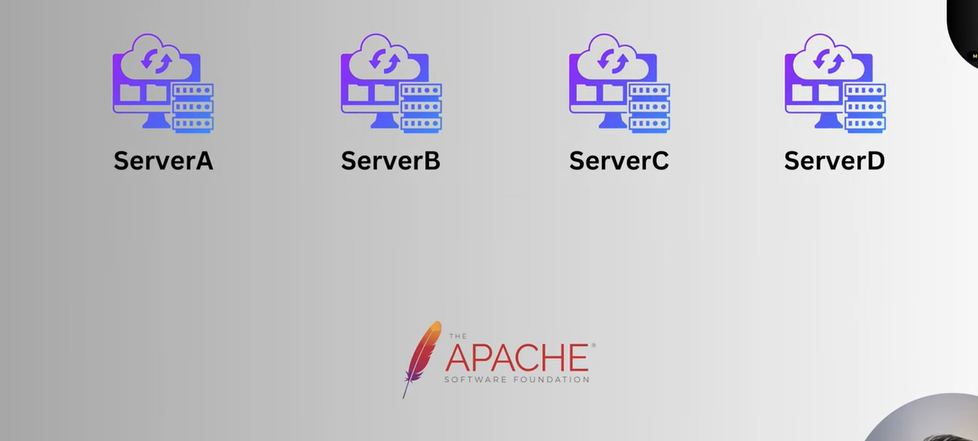 ServerA
ServerB
ServerC
ServerD
THE
APACHE®
SOFTWARE FOUNDATION